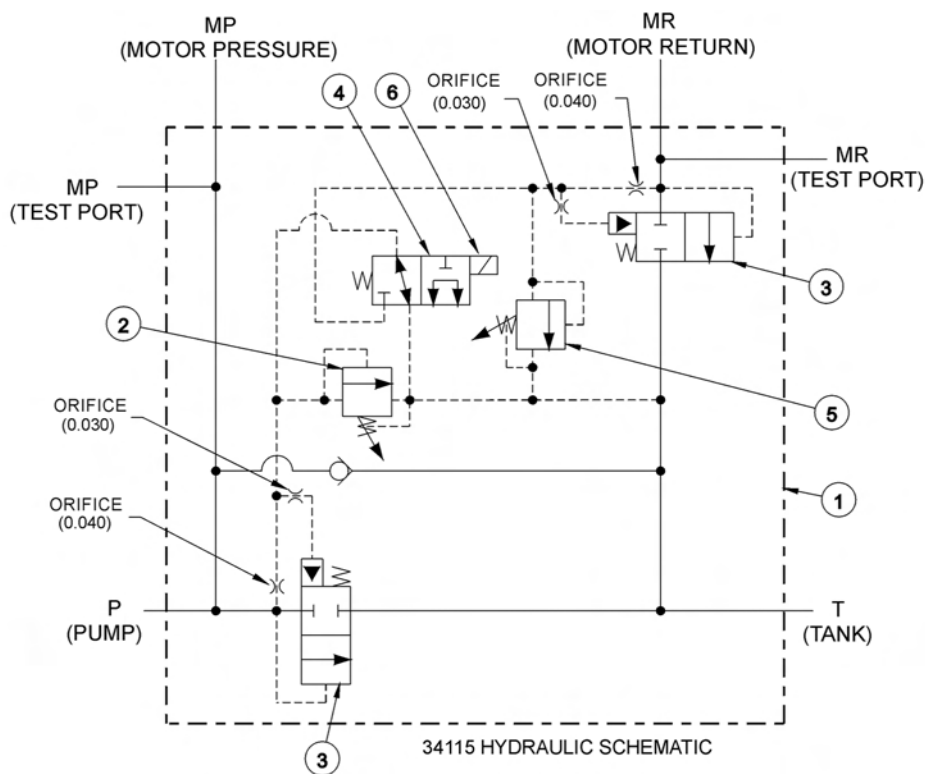 MP
(MOTOR PRESSURE)
MR
(MOTOR RETURN)
4
6
ORIFICE
(0.030)
ORIFICE
(0.040)
MP
(TEST PORT)
MR
(TEST PORT)
3
2
5
ORIFICE
(0.030)
1
ORIFICE
(0.040)
P
(PUMP)
T
(TANK)
3
34115 HYDRAULIC SCHEMATIC